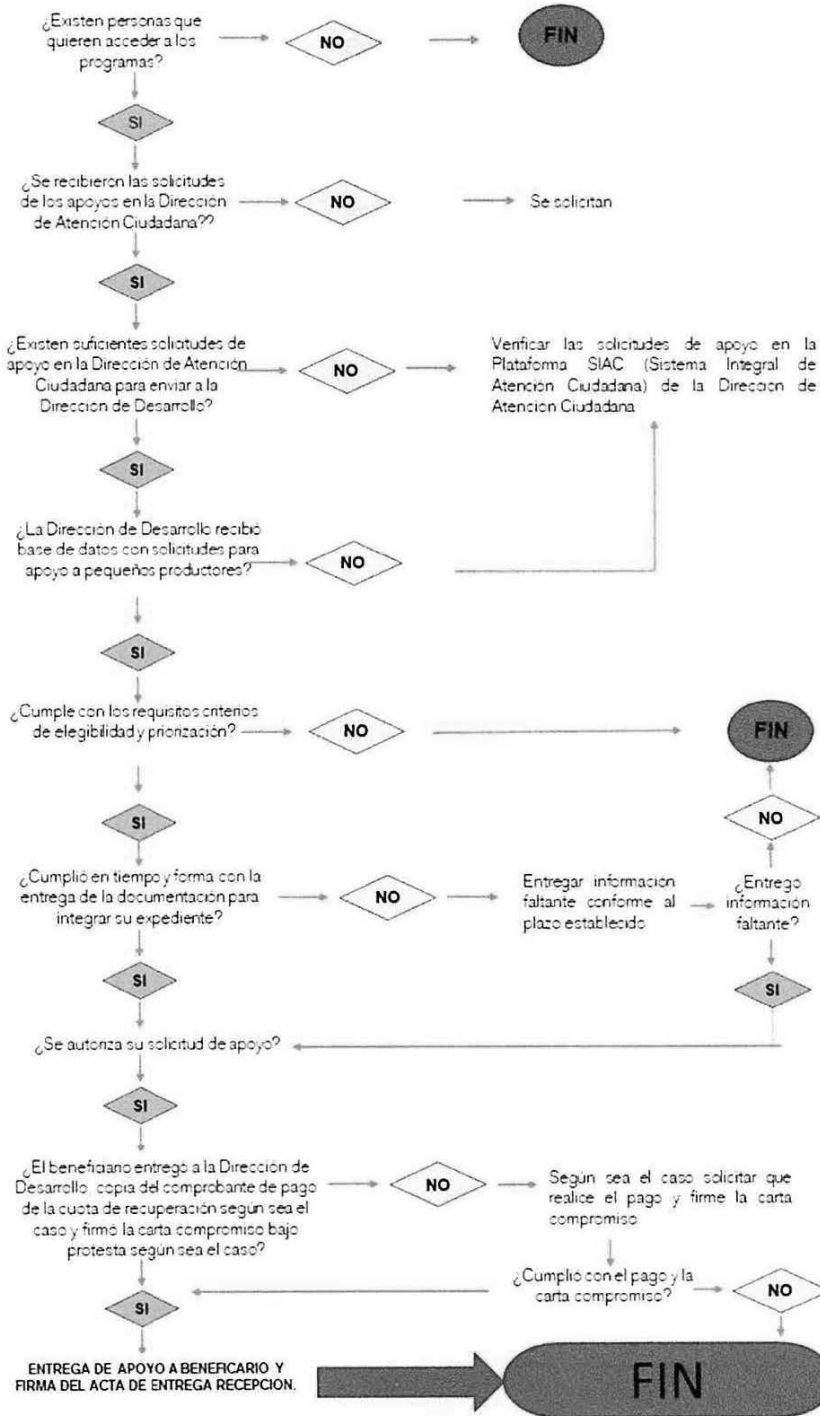 ¿Existen personas que
quieren acceder a los
programas?
NO
FIN
SI
¿Se recibieron las solicitudes
de los apoyos en la Dirección
de Atención Ciudadana??
NO
Se solicitan
SI
¿Existen suficientes solicitudes de
apoyo en la Dirección de Atención
Ciudadana para enviar a la
Dirección de Desarrollo?
NO
Verificar las solicitudes de apoyo en la
Plataforma SIAC (Sistema Integral de
Atención Ciudadana) de la Dirección de
Atención Ciudadana
SI
¿La Dirección de Desarrollo recibió
base de datos con solicitudes para
apoyo a pequeños productores?
NO
SI
¿Cumple con los requisitos criterios
de elegibilidad y priorización?
NO
FIN
SI
NO
¿Cumplió en tiempo y forma con la
entrega de la documentación para
integrar su expediente?
NO
Entregar información
faltante conforme al
plazo establecido
¿Entrego
información
faltante?
SI
SI
¿Se autoriza su solicitud de apoyo?
SI
¿El beneficiario entregó a la Dirección de
Desarrollo, copia del comprobante de pago
de la cuota de recuperación según sea el
caso y firmó la carta compromiso bajo
protesta según sea el caso?
NO
Según sea el caso solicitar que
realice el pago y firme la carta
compromiso
¿Cumplió con el pago y la
carta compromiso?
NO
SI
ENTREGA DE APOYO A BENEFICARIO Y
FIRMA DEL ACTA DE ENTREGA RECEPCION.
FIN